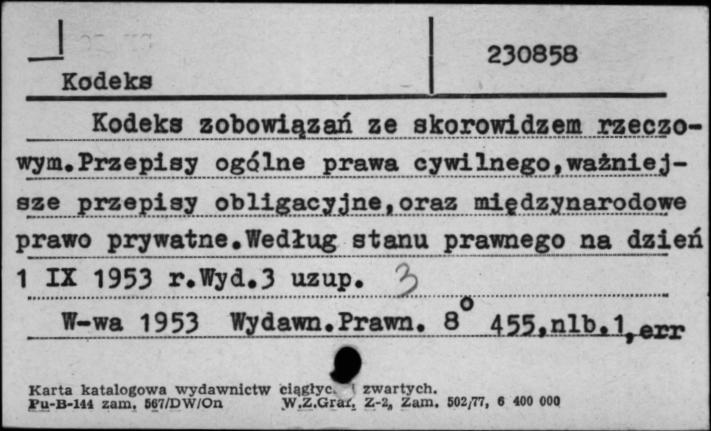 230858
Kodeks
Kodeks zobowiązań ze skorowidzem rzeczo-
wym.Przepisy ogólne prawa cywilnego,ważniej-
sze przepisy obligacyjne,oraz międzynarodowe
prawo prywatne.Według stanu prawnego na dzień
1 IX 1953 r.Wyd.3 uzup. 3
W-wa 1953 Wydawn.Prawn. 8° 455,nlb.1,err
Karta katalogowa wydawnictw zwartych.
Pu-B-144 zam. 567/DW/On W.Z.Graf. Z-2, Zam. 502/77, 6 400 000